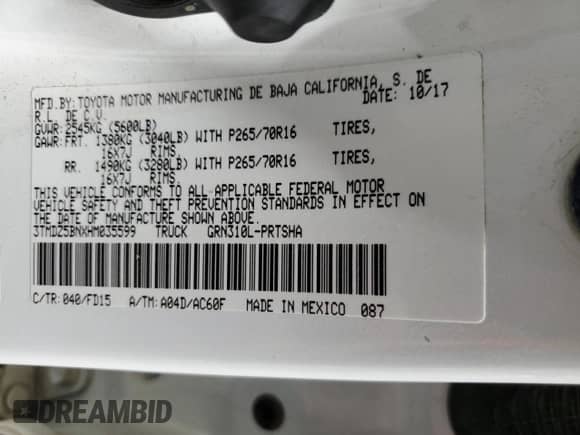 MFD.BY:TOYOTA MOTOR MANUFACTURING DE BAJA CALIFORNIA, S. DE
R.L. DE C.V. DATE: 10/17
GVWR:2545KG (5600LB)
GAWR:FRT. 1380KG (3040LB) WITH P265/70R16 TIRES,
16X7J RIMS.
RR. 1490KG (3280LB) WITH P265/70R16 TIRES,
16X7J RIMS.
THIS VEHICLE CONFORMS TO ALL APPLICABLE FEDERAL MOTOR
VEHICLE SAFETY AND THEFT PREVENTION STANDARDS IN EFFECT ON
THE DATE OF MANUFACTURE SHOWN ABOVE.
3TMDZ5BNXHM035599 TRUCK GRN310L-PRTSHA
C/TR: 040/FD15 A/TM: A04D/AC60F MADE IN MEXICO 087
DREAMBID